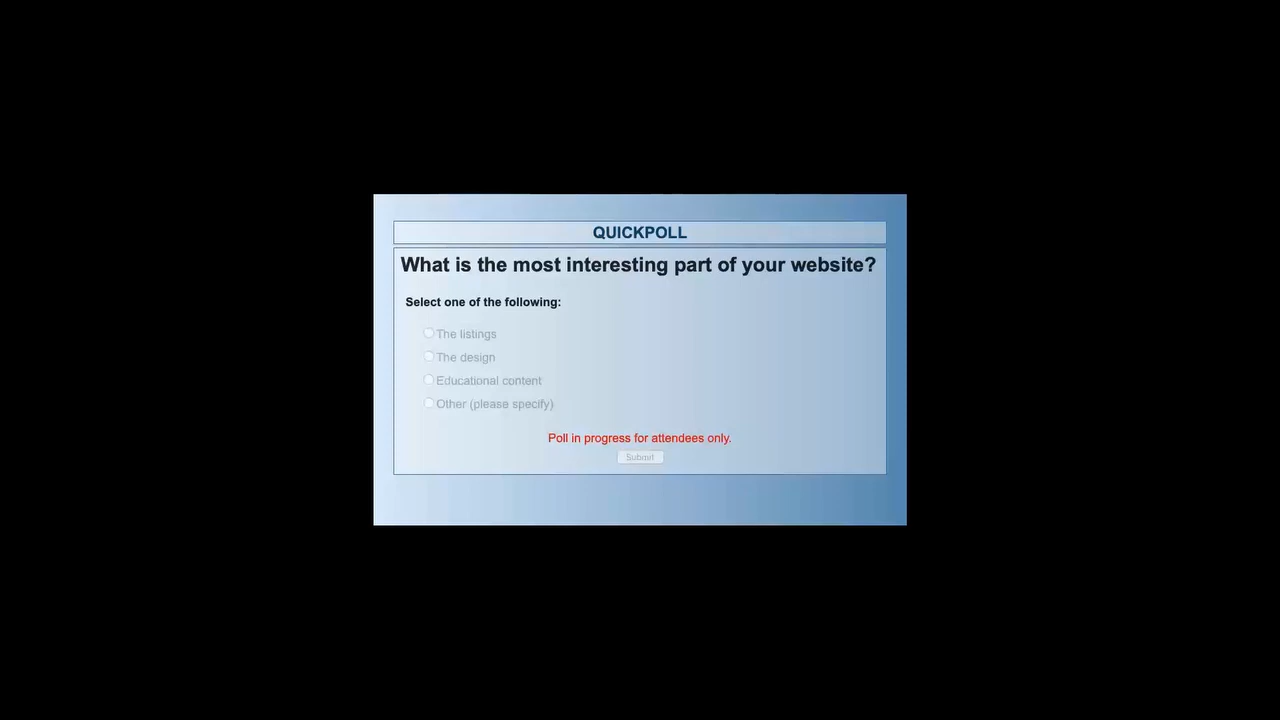 QUICKPOLL
What is the most interesting part of your website?
Select one of the following:
The listings
The design
Educational content
Other (please specify)
Poll in progress for attendees only.
Submit